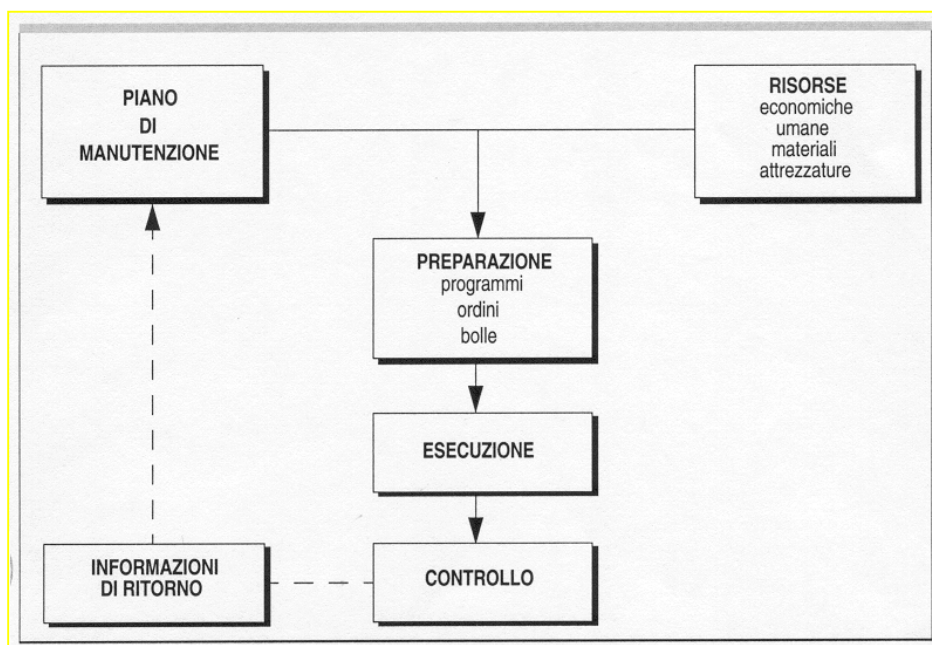 PIANO
DI
MANUTENZIONE
RISORSE
economiche
umane
materiali
attrezzature
PREPARAZIONE
programmi
ordini
bolle
ESECUZIONE
INFORMAZIONI
DI RITORNO
CONTROLLO